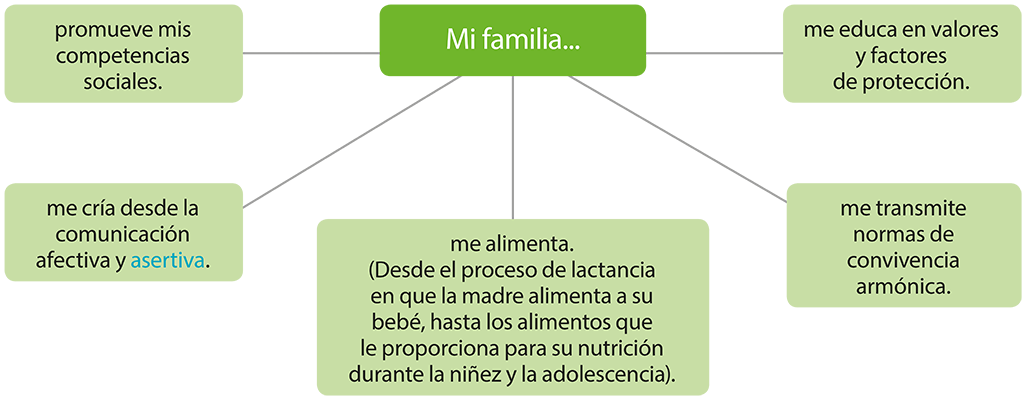 Mi familia...
promueve mis
competencias
sociales.
me educa en valores
y factores
de protección.
me cría desde la
comunicación
afectiva y asertiva.
me alimenta.
(Desde el proceso de lactancia
en que la madre alimenta a su
bebé, hasta los alimentos que
le proporciona para su nutrición
durante la niñez y la adolescencia).
me transmite
normas de
convivencia
armónica.